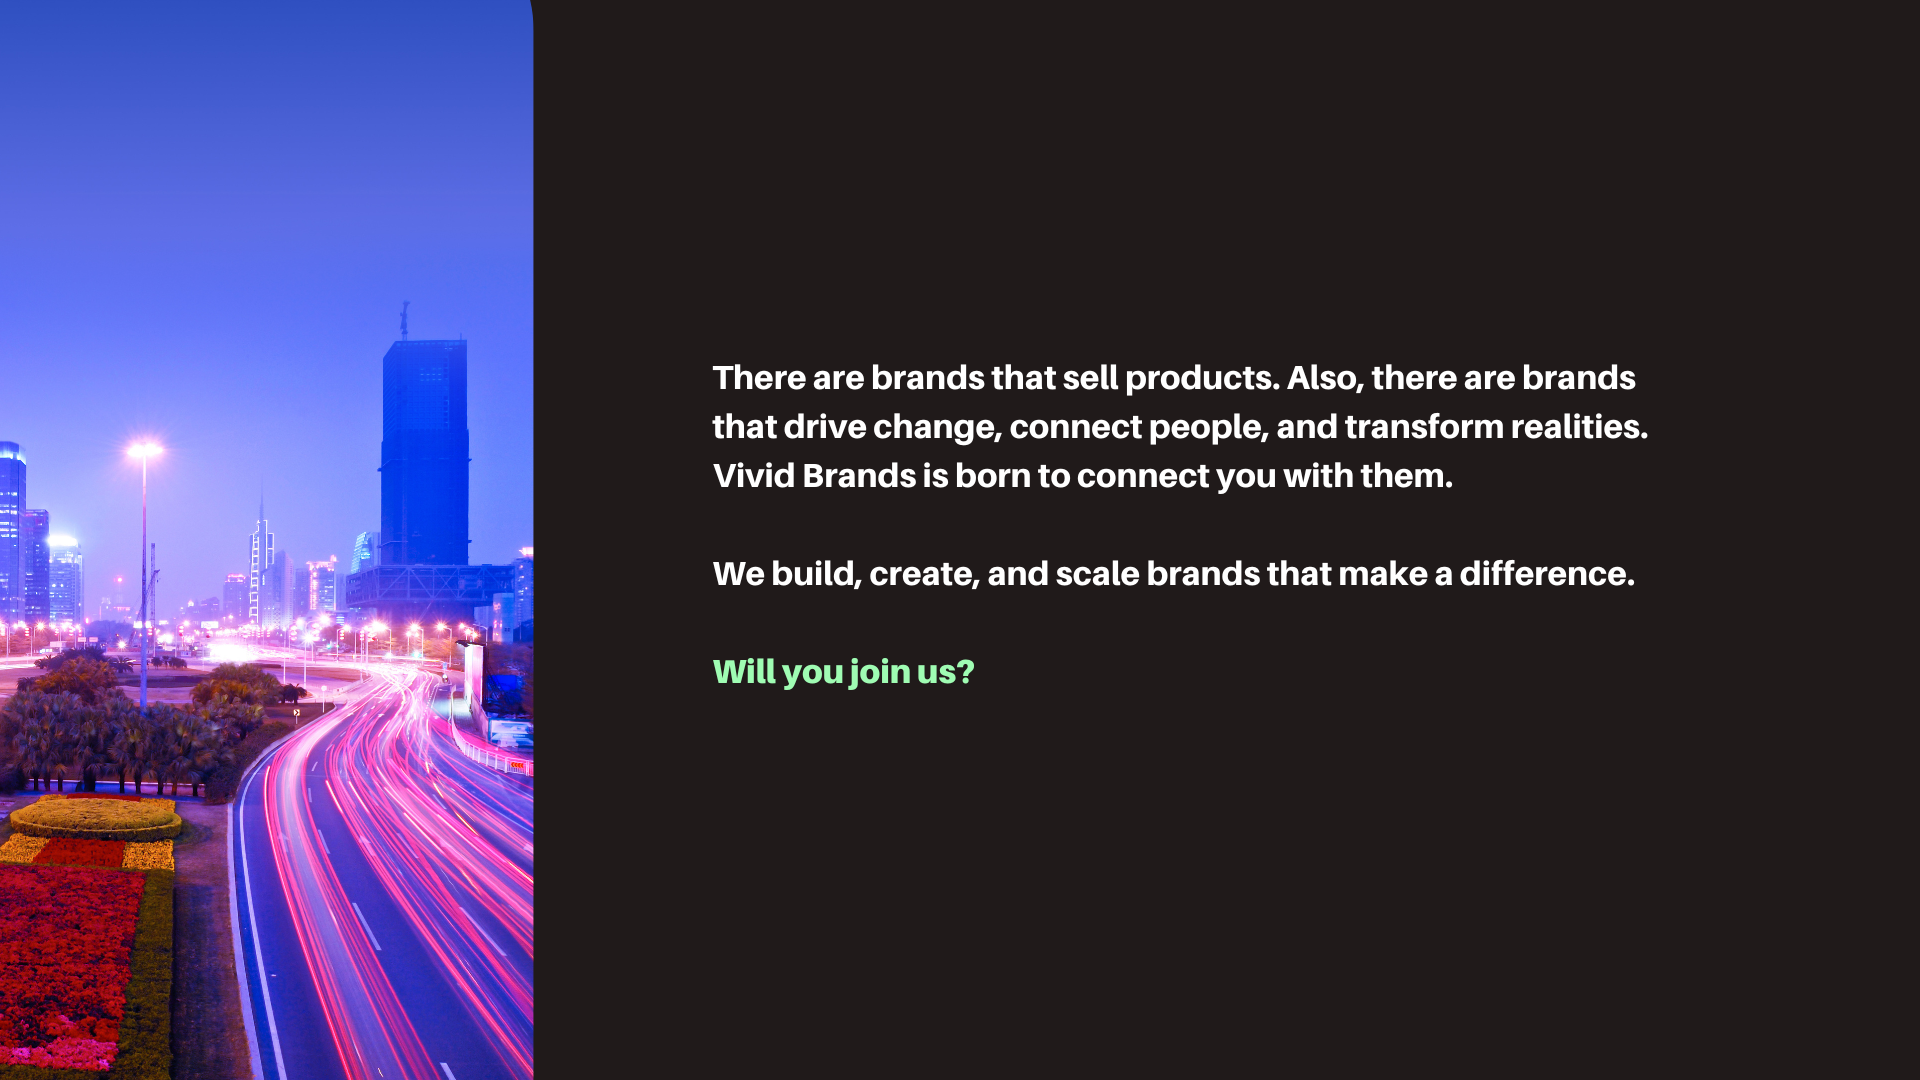 There are brands that sell products. Also, there are brands
that drive change, connect people, and transform realities.
Vivid Brands is born to connect you with them.
We build, create, and scale brands that make a difference.
Will you join us?